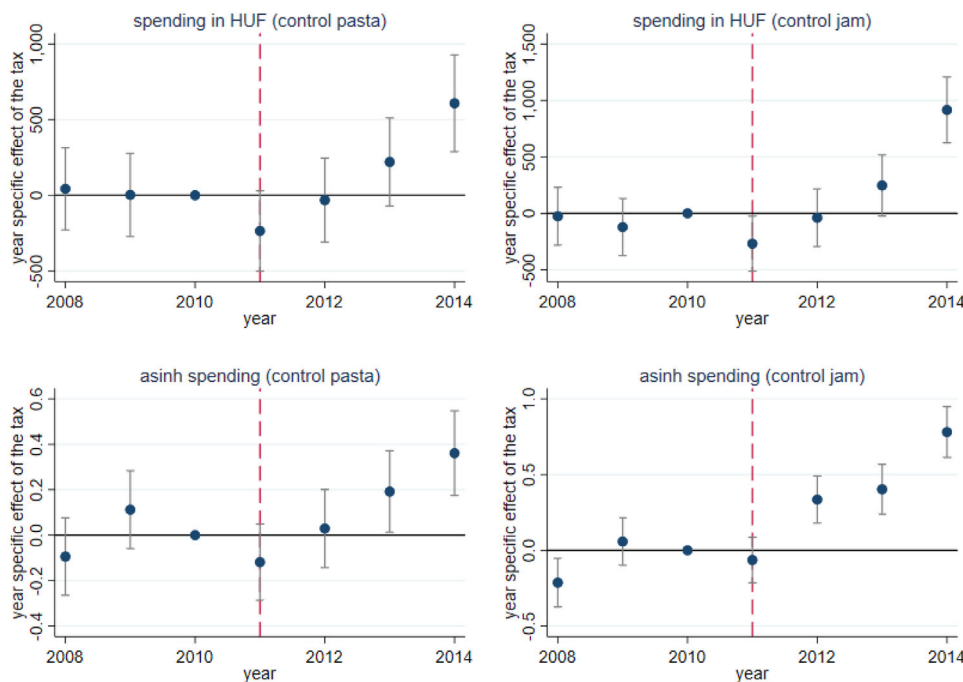 spending in HUF (control pasta)
year specific effect of the tax
1,000
500
0
-500
2008 2010 2012 2014
year
spending in HUF (control jam)
year specific effect of the tax
1,500
1,000
500
0
-500
2008 2010 2012 2014
year
asinh spending (control pasta)
year specific effect of the tax
0.6
0.4
0.2
0.0
-0.2
-0.4
2008 2010 2012 2014
year
asinh spending (control jam)
year specific effect of the tax
1.0
0.5
0.0
-0.5
2008 2010 2012 2014
year